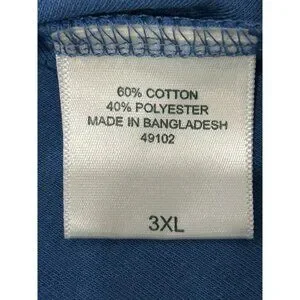 60% COTTON
40% POLYESTER
MADE IN BANGLADESH
49102
3XL